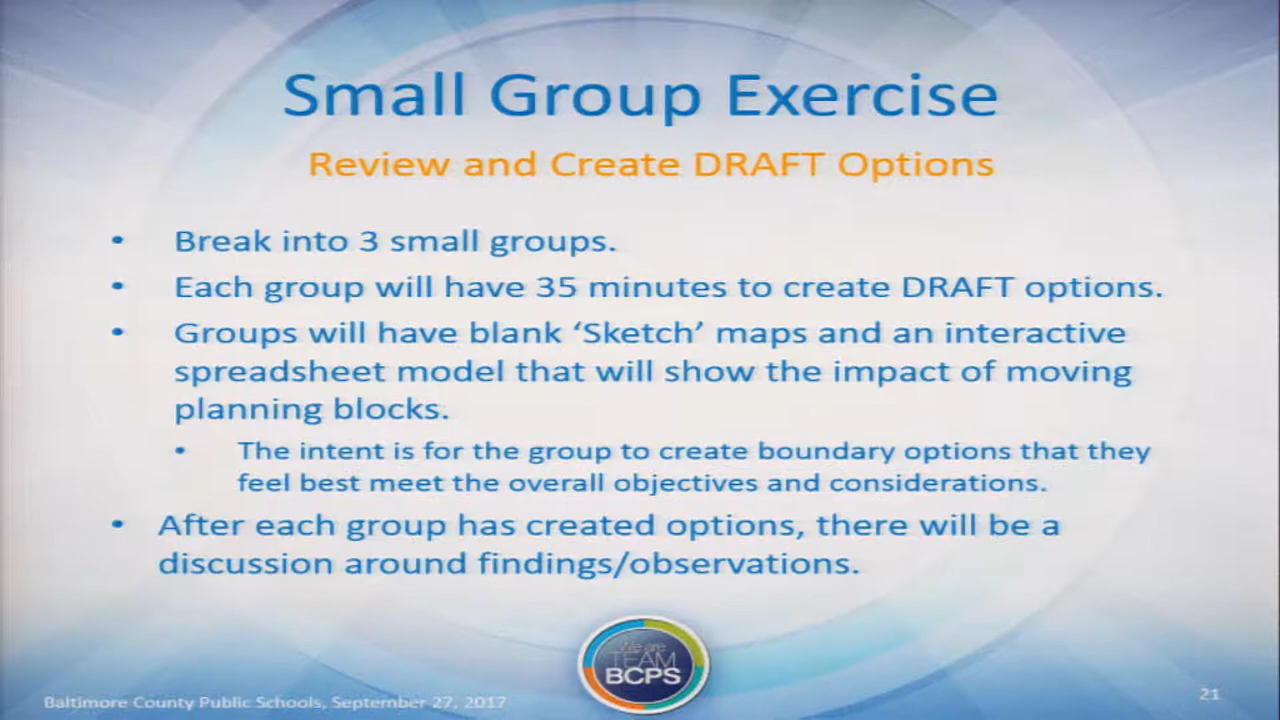 Small Group Exercise
Review and Create DRAFT Options
• Break into 3 small groups.
• Each group will have 35 minutes to create DRAFT options.
• Groups will have blank ‘Sketch’ maps and an interactive
spreadsheet model that will show the impact of moving
planning blocks.
• The intent is for the group to create boundary options that they
feel best meet the overall objectives and considerations.
• After each group has created options, there will be a
discussion around findings/observations.
We are
TEAM
BCPS
Baltimore County Public Schools, September 27, 2017
21